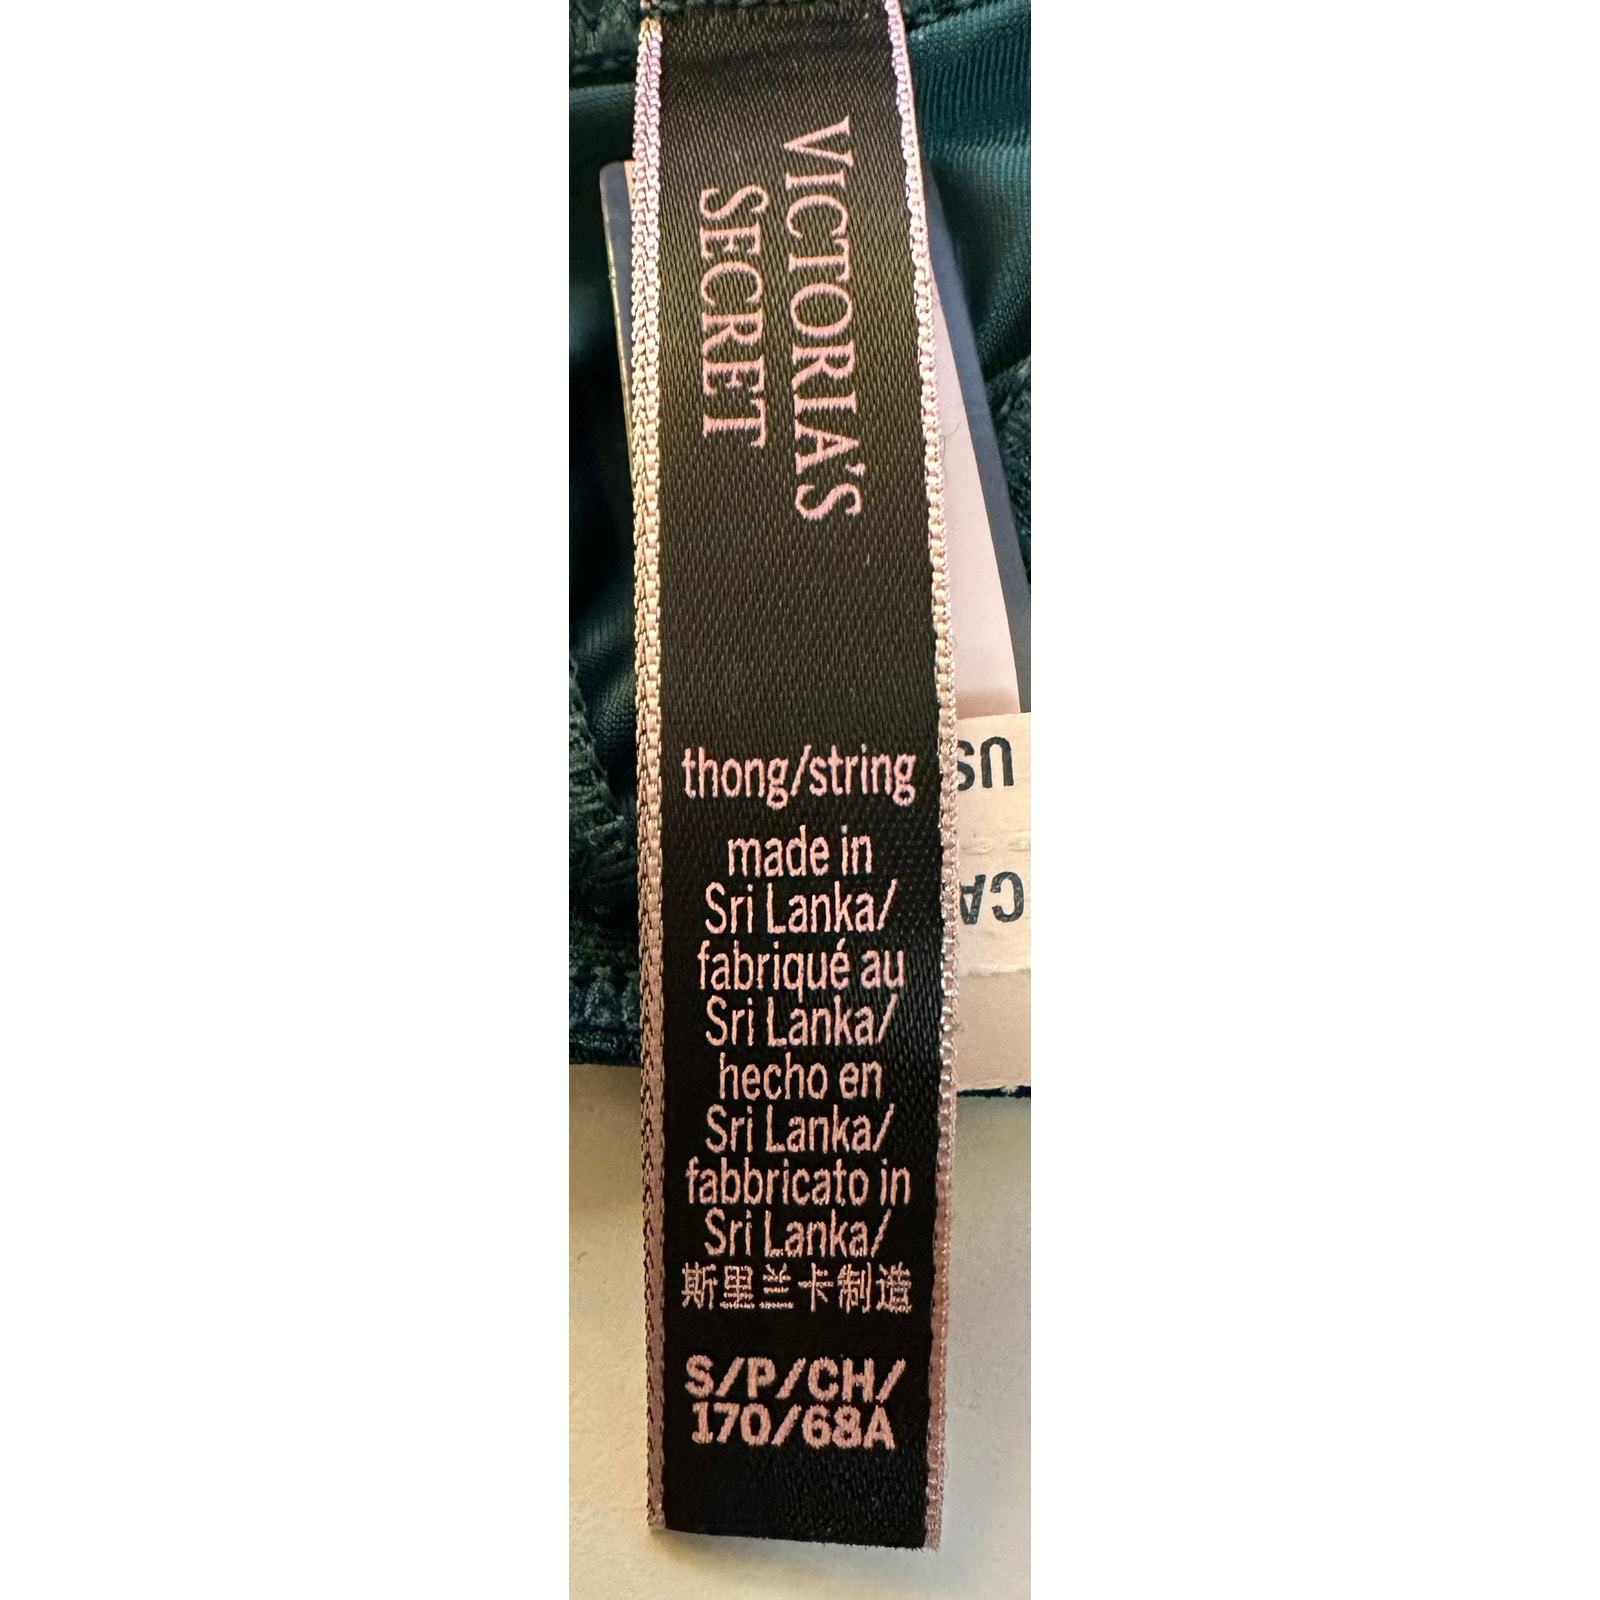 VICTORIA'S
SECRET
thong/string
made in
Sri Lanka/
fabriqué au
Sri Lanka/
hecho en
Sri Lanka/
fabbricato in
Sri Lanka/
斯里兰卡制造
S/P/CH/
170/68A
US
CA